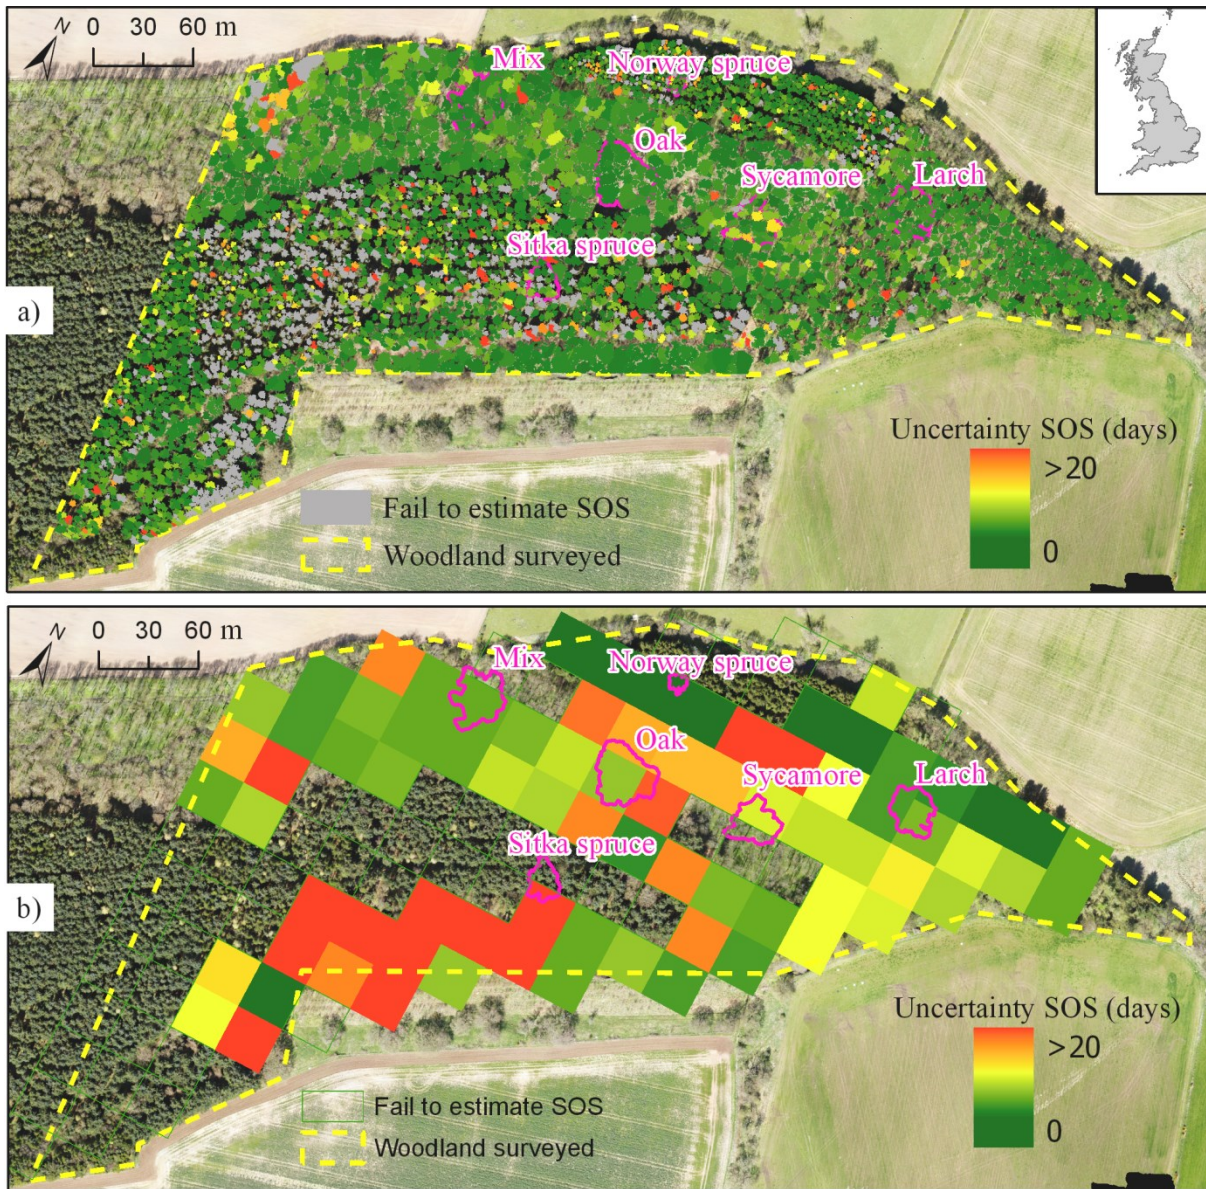 N 0 30 60 m
Mix
Norway spruce
Oak
Sycamore
Larch
Sitka spruce
a)
Uncertainty SOS (days)
>20
0
Fail to estimate SOS
Woodland surveyed
N 0 30 60 m
Mix
Norway spruce
Oak
Sycamore
Larch
Sitka spruce
b)
Uncertainty SOS (days)
>20
0
Fail to estimate SOS
Woodland surveyed